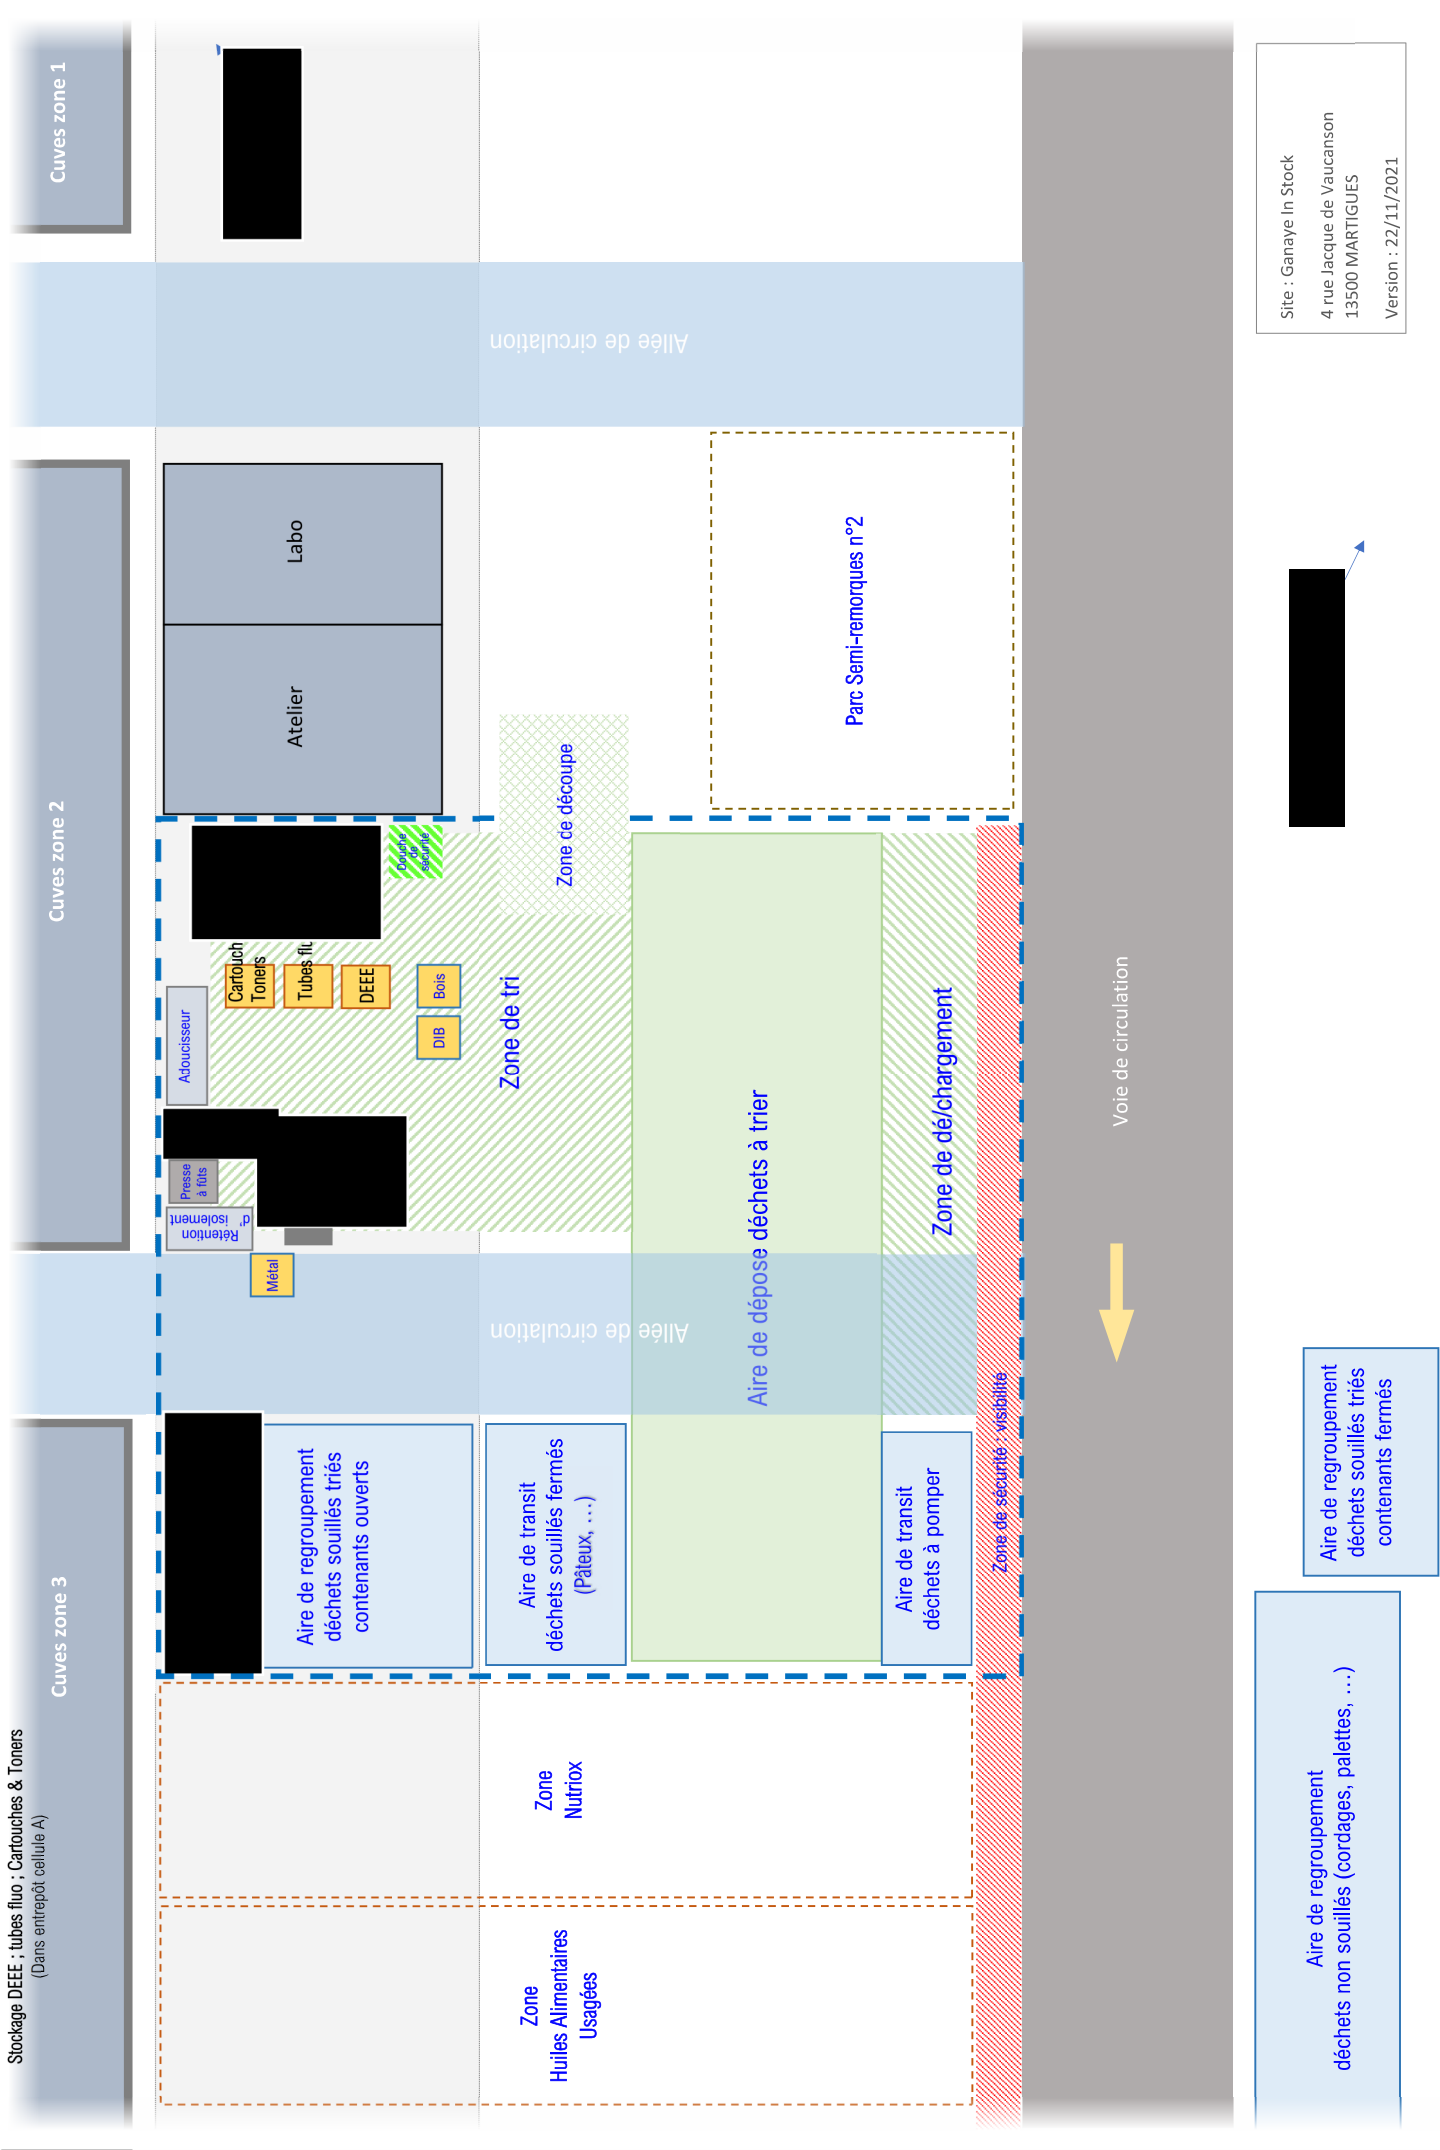 Cuves zone 1
Cuves zone 2
Cuves zone 3
Stockage DEEE ; tubes fluo ; Cartouches & Toners
(Dans entrepôt cellule A)
Allée de circulation
Labo
Atelier
Parc Semi-remorques n°2
Zone de découpe
Douche
de
sécurité
Cartouch
Toners
Tubes flu
DEEE
Bois
DIB
Adoucisseur
Zone de tri
Presse
à fûts
Rétention
d' isolement
Métal
Allée de circulation
Aire de dépose déchets à trier
Zone de dé/chargement
Zone de sécurité : visibilité
Voie de circulation
Aire de regroupement
déchets souillés triés
contenants ouverts
Aire de transit
déchets souillés fermés
(Pâteux, …)
Aire de transit
déchets à pomper
Zone
Nutriox
Zone
Huiles Alimentaires
Usagées
Site : Ganaye In Stock
4 rue Jacque de Vaucanson
13500 MARTIGUES
Version : 22/11/2021
Aire de regroupement
déchets souillés triés
contenants fermés
Aire de regroupement
déchets non souillés (cordages, palettes, …)